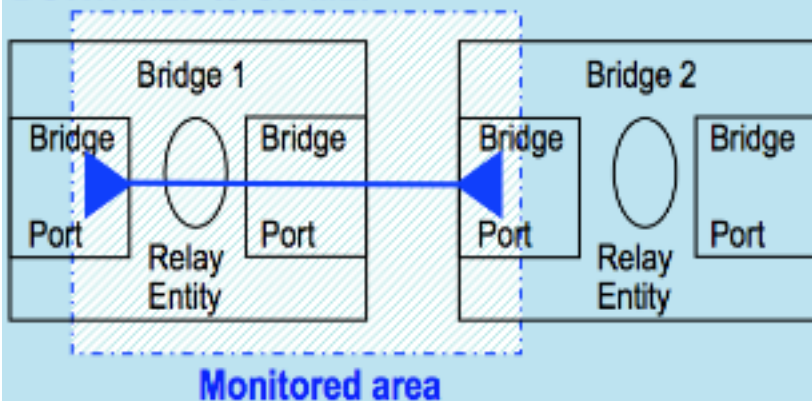 Bridge 1
Bridge 2
Bridge
Port
Bridge
Port
Bridge
Port
Bridge
Port
Relay
Entity
Relay
Entity
Monitored area